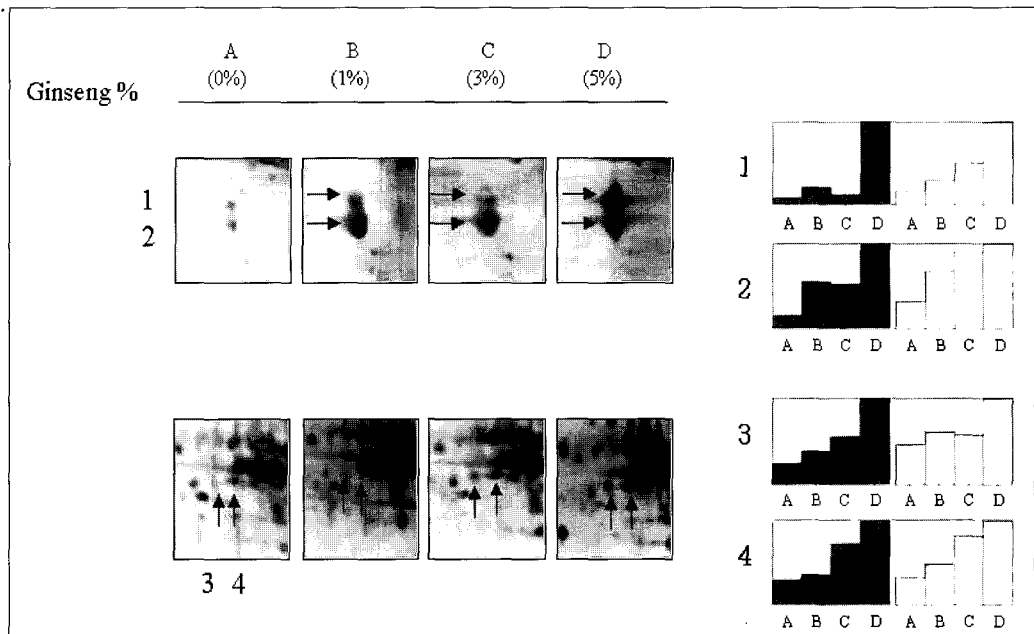 A B C D
Ginseng % (0%) (1%) (3%) (5%)
1
2
3 4
1
A B C D A B C D
2
A B C D A B C D
3
A B C D A B C D
4
A B C D A B C D